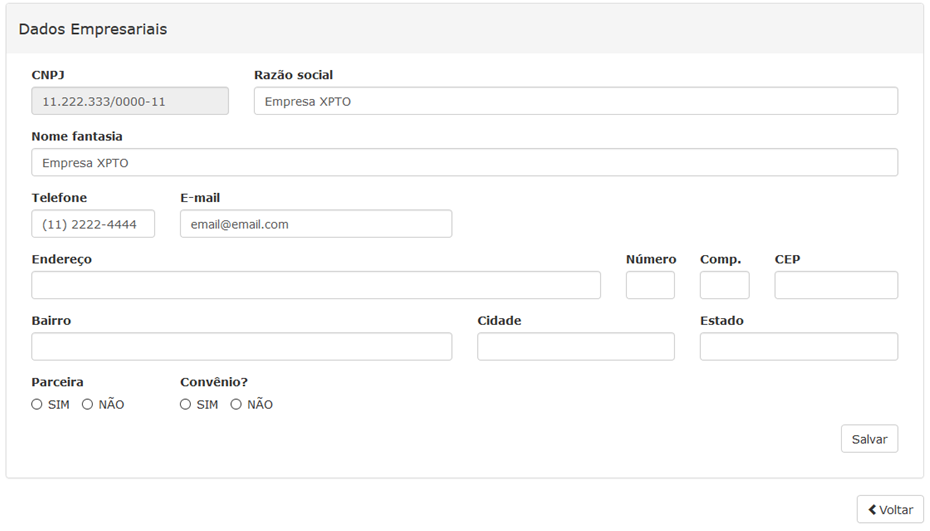 Dados Empresariais
CNPJ Razão social
11.222.333/0000-11 Empresa XPTO
Nome fantasia
Empresa XPTO
Telefone E-mail
(11) 2222-4444 email@email.com
Endereço Número Comp. CEP
Bairro Cidade Estado
Parceira Convênio?
SIM NÃO SIM NÃO
Salvar
Voltar